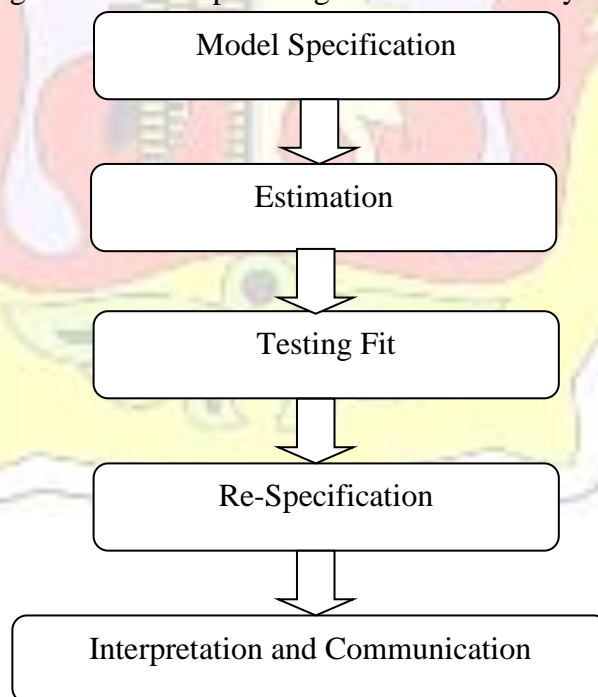 Model Specification
Estimation
Testing Fit
Re-Specification
Interpretation and Communication